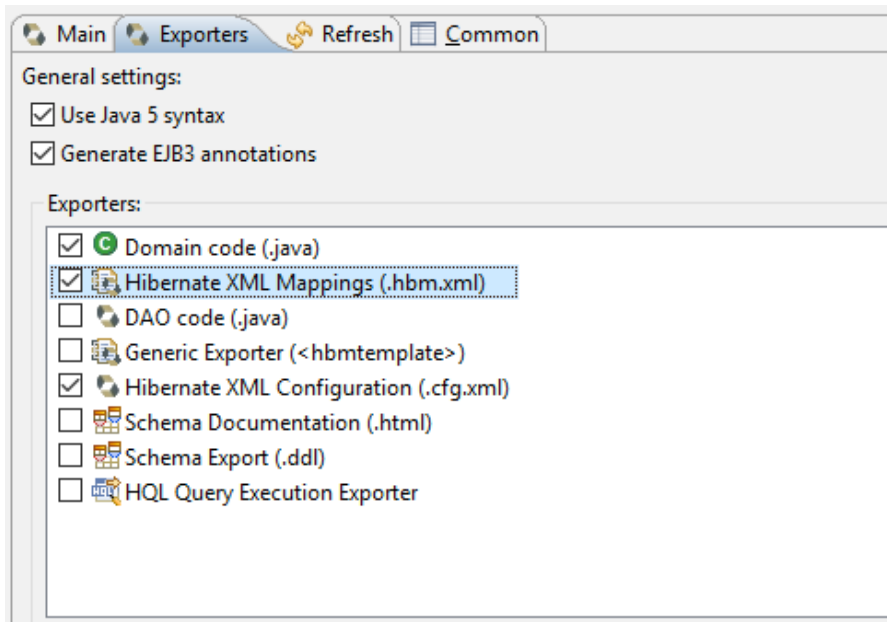 Main Exporters Refresh Common
General settings:
Use Java 5 syntax
Generate EJB3 annotations
Exporters:
Domain code (.java)
Hibernate XML Mappings (.hbm.xml)
DAO code (.java)
Generic Exporter (<hbmtemplate>)
Hibernate XML Configuration (.cfg.xml)
Schema Documentation (.html)
Schema Export (.ddl)
HQL Query Execution Exporter